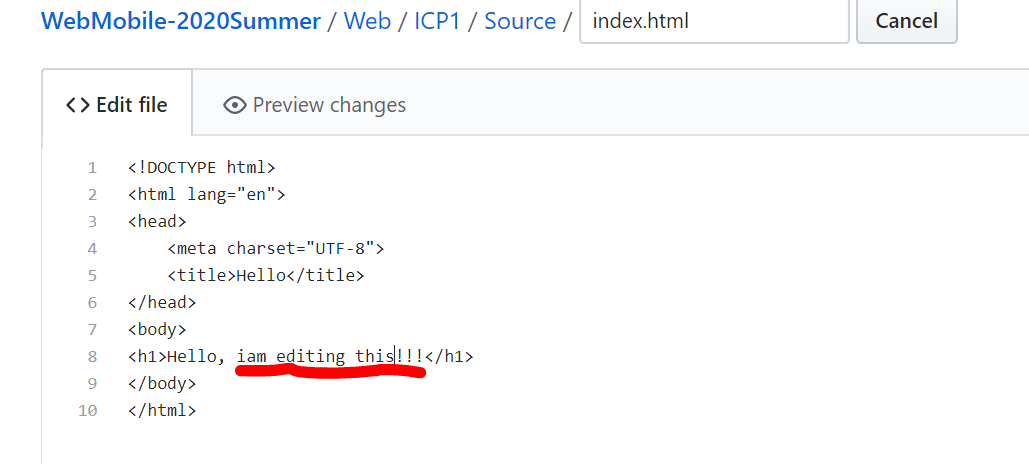 WebMobile-2020Summer / Web / ICP1 / Source / index.html Cancel
<> Edit file Preview changes
1 <!DOCTYPE html>
2 <html lang="en">
3 <head>
4     <meta charset="UTF-8">
5     <title>Hello</title>
6 </head>
7 <body>
8 <h1>Hello, iam editing this!!!</h1>
9 </body>
10 </html>